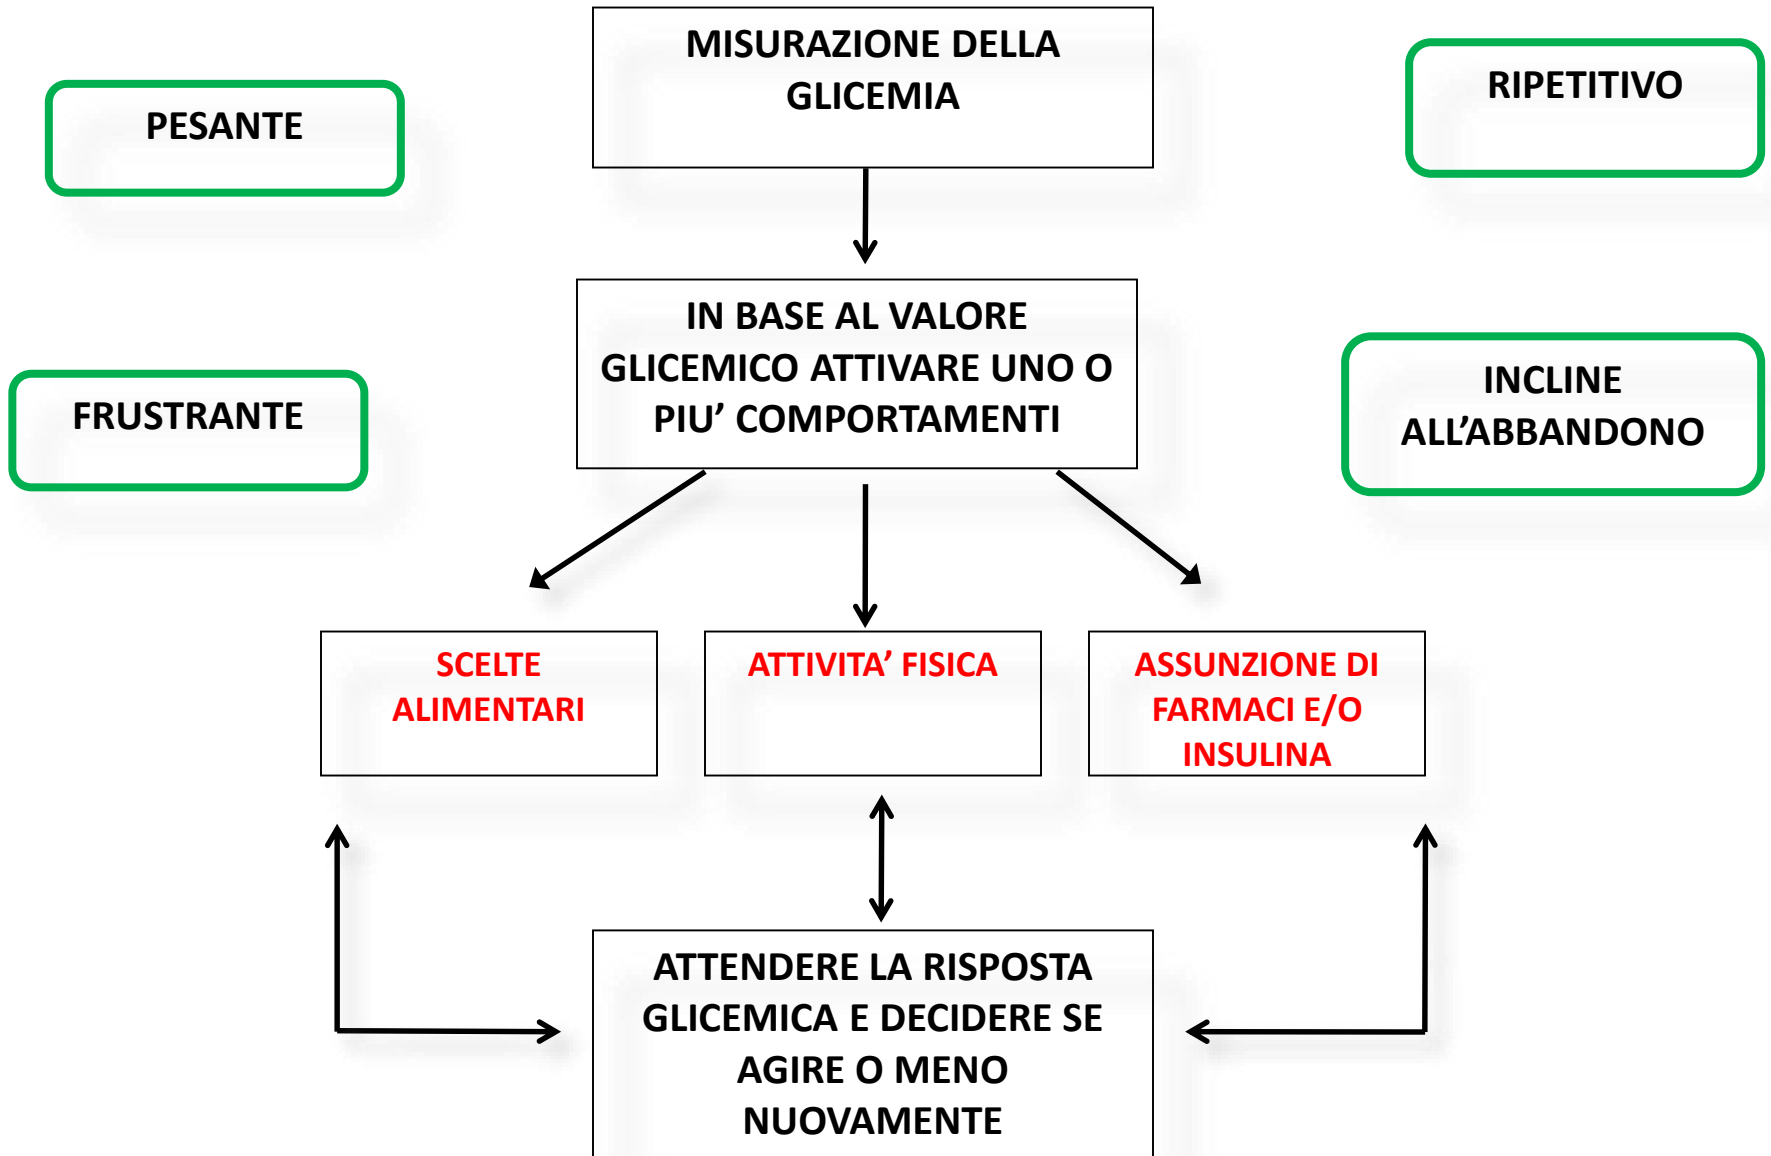 MISURAZIONE DELLA
GLICEMIA
PESANTE
RIPETITIVO
IN BASE AL VALORE
GLICEMICO ATTIVARE UNO O
PIU’ COMPORTAMENTI
FRUSTRANTE
INCLINE
ALL’ABBANDONO
SCELTE
ALIMENTARI
ATTIVITA’ FISICA
ASSUNZIONE DI
FARMACI E/O
INSULINA
ATTENDERE LA RISPOSTA
GLICEMICA E DECIDERE SE
AGIRE O MENO
NUOVAMENTE